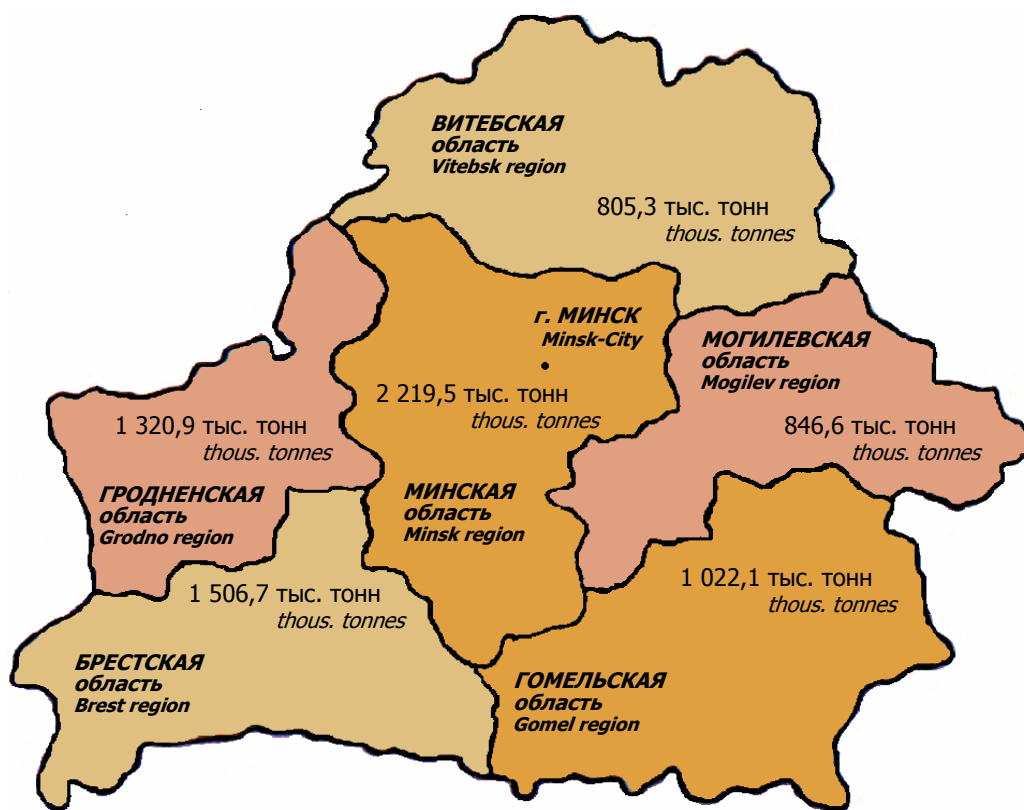 ВИТЕБСКАЯ
область
Vitebsk region
805,3 тыс. тонн
thous. tonnes
г. МИНСК
Minsk-City
МОГИЛЕВСКАЯ
область
Mogilev region
2 219,5 тыс. тонн
thous. tonnes
1 320,9 тыс. тонн
thous. tonnes
846,6 тыс. тонн
thous. tonnes
ГРОДНЕНСКАЯ
область
Grodno region
МИНСКАЯ
область
Minsk region
1 506,7 тыс. тонн
thous. tonnes
1 022,1 тыс. тонн
thous. tonnes
БРЕСТСКАЯ
область
Brest region
ГОМЕЛЬСКАЯ
область
Gomel region